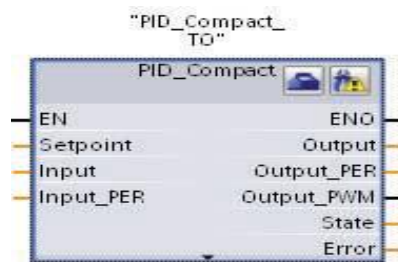 "PID_Compact_
TO"
PID_Compact
EN ENO
Setpoint Output
Input Output_PER
Input_PER Output_PWM
State
Error